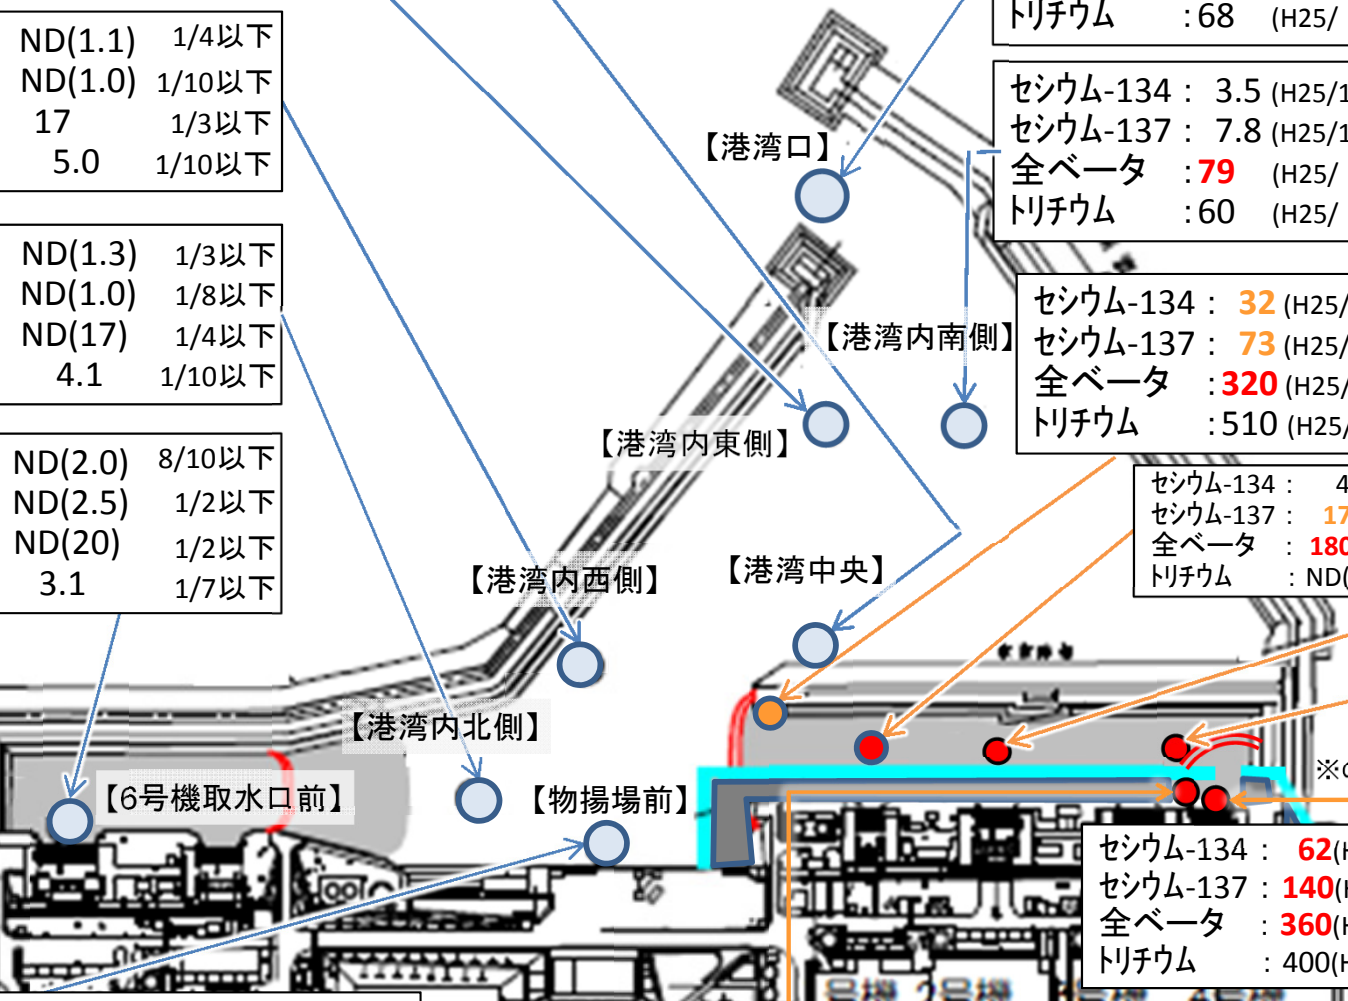 ND(1.1) 1/4以下
ND(1.0) 1/10以下
17 1/3以下
5.0 1/10以下
ND(1.3) 1/3以下
ND(1.0) 1/8以下
ND(17) 1/4以下
4.1 1/10以下
ND(2.0) 8/10以下
ND(2.5) 1/2以下
ND(20) 1/2以下
3.1 1/7以下
トリチウム :68 (H25/
セシウム-134 : 3.5 (H25/1
セシウム-137 : 7.8 (H25/1
全ベータ :79 (H25/
トリチウム :60 (H25/
セシウム-134 : 32 (H25/
セシウム-137 : 73 (H25/
全ベータ :320 (H25/
トリチウム :510 (H25/
セシウム-134 : 4
セシウム-137 : 17
全ベータ : 180
トリチウム : ND(
【港湾口】
【港湾内南側】
【港湾内東側】
【港湾内西側】
【港湾中央】
【港湾内北側】
【6号機取水口前】
【物揚場前】
セシウム-134 : 62(H
セシウム-137 : 140(H
全ベータ : 360(H
トリチウム : 400(H